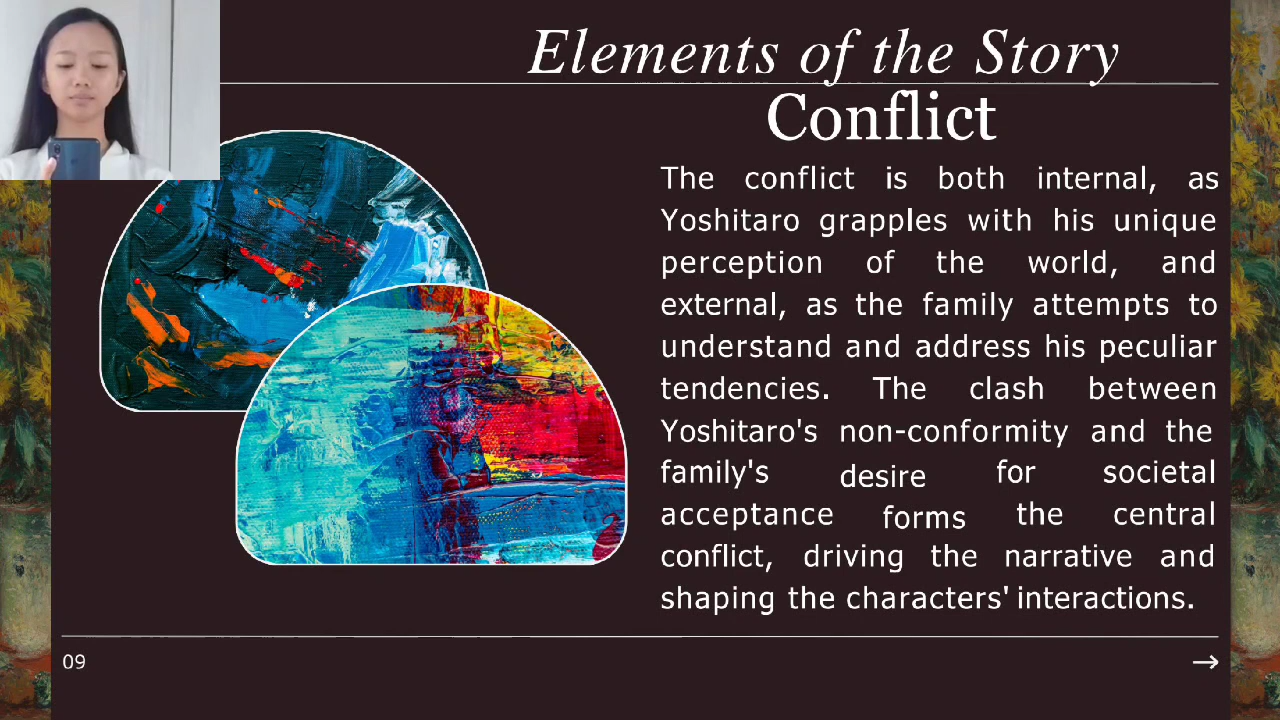 Elements of the Story
Conflict
The conflict is both internal, as
Yoshitaro grapples with his unique
perception of the world, and
external, as the family attempts to
understand and address his peculiar
tendencies. The clash between
Yoshitaro's non-conformity and the
family's desire for societal
acceptance forms the central
conflict, driving the narrative and
shaping the characters' interactions.
09